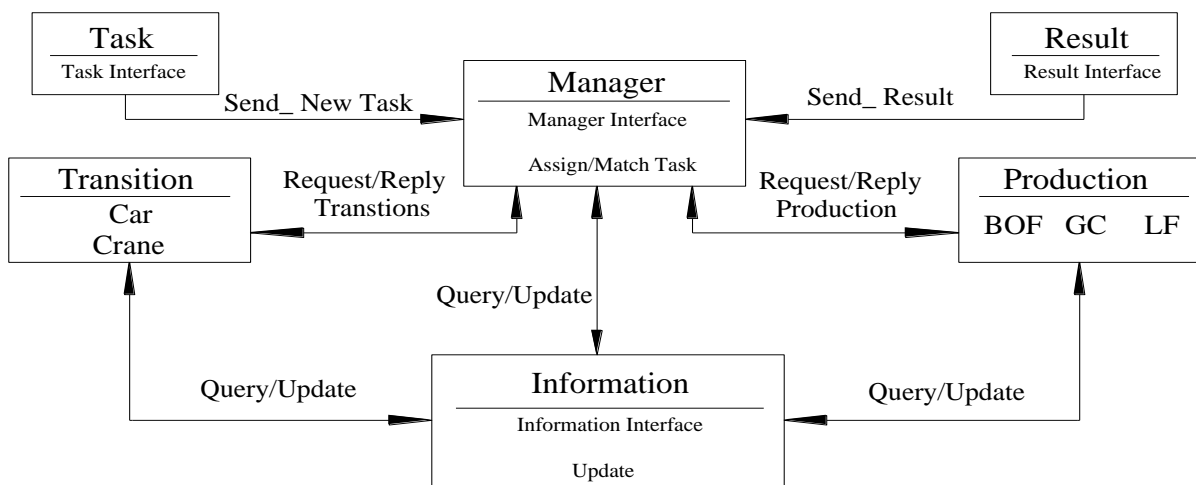 Task
Task Interface
Result
Result Interface
Manager
Manager Interface
Assign/Match Task
Send_ New Task
Send_ Result
Transition
Car
Crane
Request/Reply
Transtions
Request/Reply
Production
Production
BOF GC LF
Query/Update
Query/Update
Query/Update
Information
Information Interface
Update